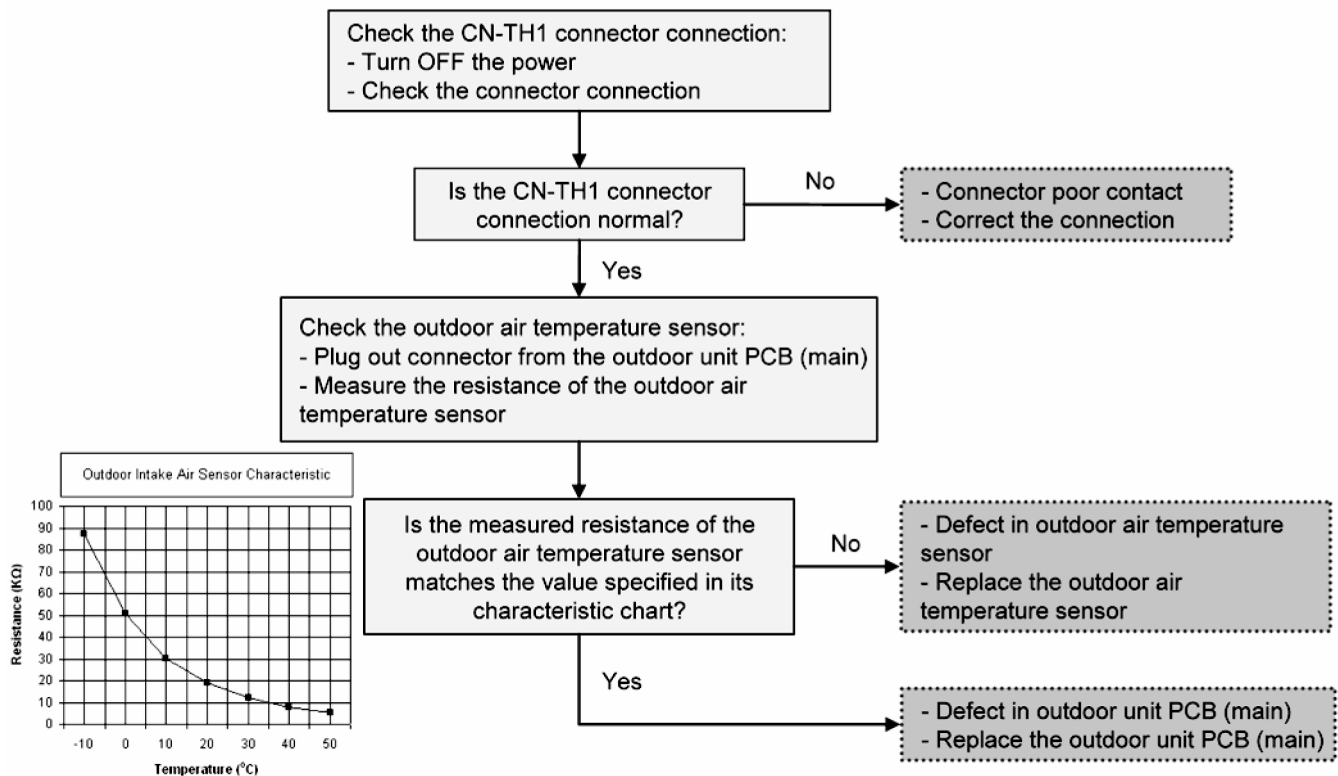 Check the CN-TH1 connector connection:
- Turn OFF the power
- Check the connector connection
Is the CN-TH1 connector
connection normal?
No
- Connector poor contact
- Correct the connection
Yes
Check the outdoor air temperature sensor:
- Plug out connector from the outdoor unit PCB (main)
- Measure the resistance of the outdoor air
temperature sensor
Outdoor Intake Air Sensor Characteristic
100
90
80
70
60
50
40
30
20
10
0
Resistance (KΩ)
-10 0 10 20 30 40 50
Temperature (°C)
Is the measured resistance of the
outdoor air temperature sensor
matches the value specified in its
characteristic chart?
No
- Defect in outdoor air temperature
sensor
- Replace the outdoor air
temperature sensor
Yes
- Defect in outdoor unit PCB (main)
- Replace the outdoor unit PCB (main)